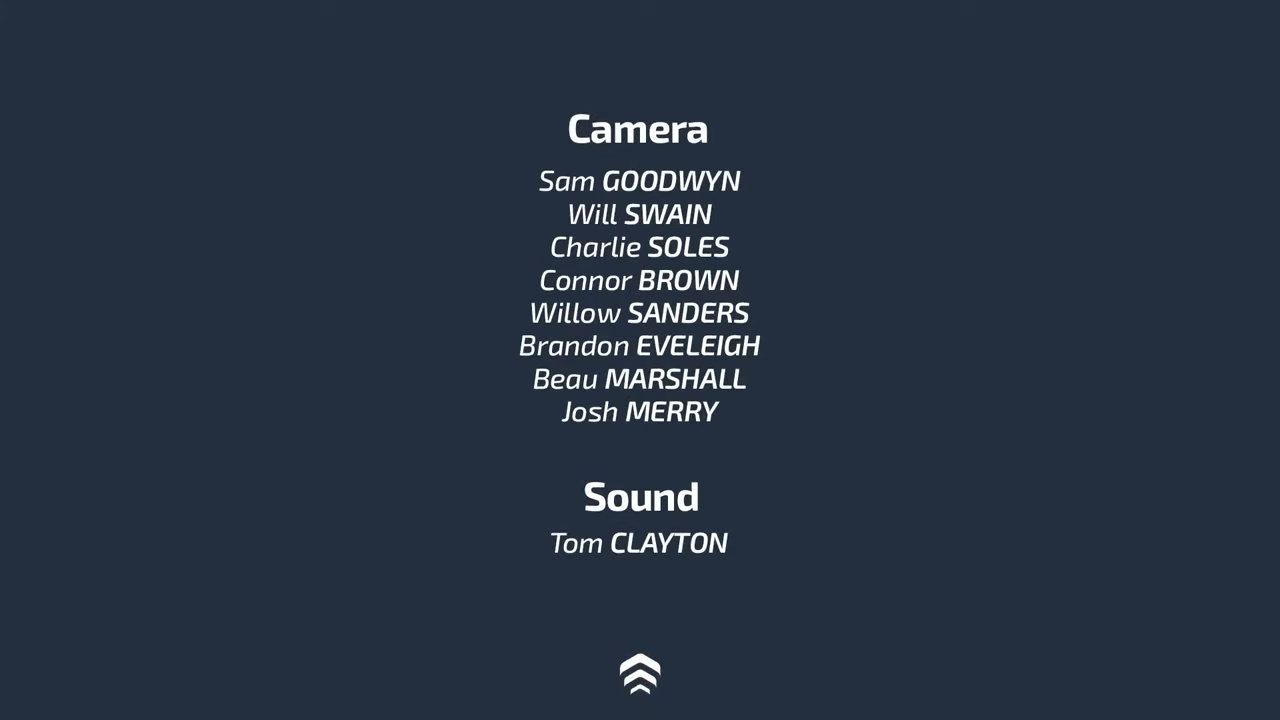 Camera
Sam GOODWYN
Will SWAIN
Charlie SOLES
Connor BROWN
Willow SANDERS
Brandon EVELEIGH
Beau MARSHALL
Josh MERRY
Sound
Tom CLAYTON